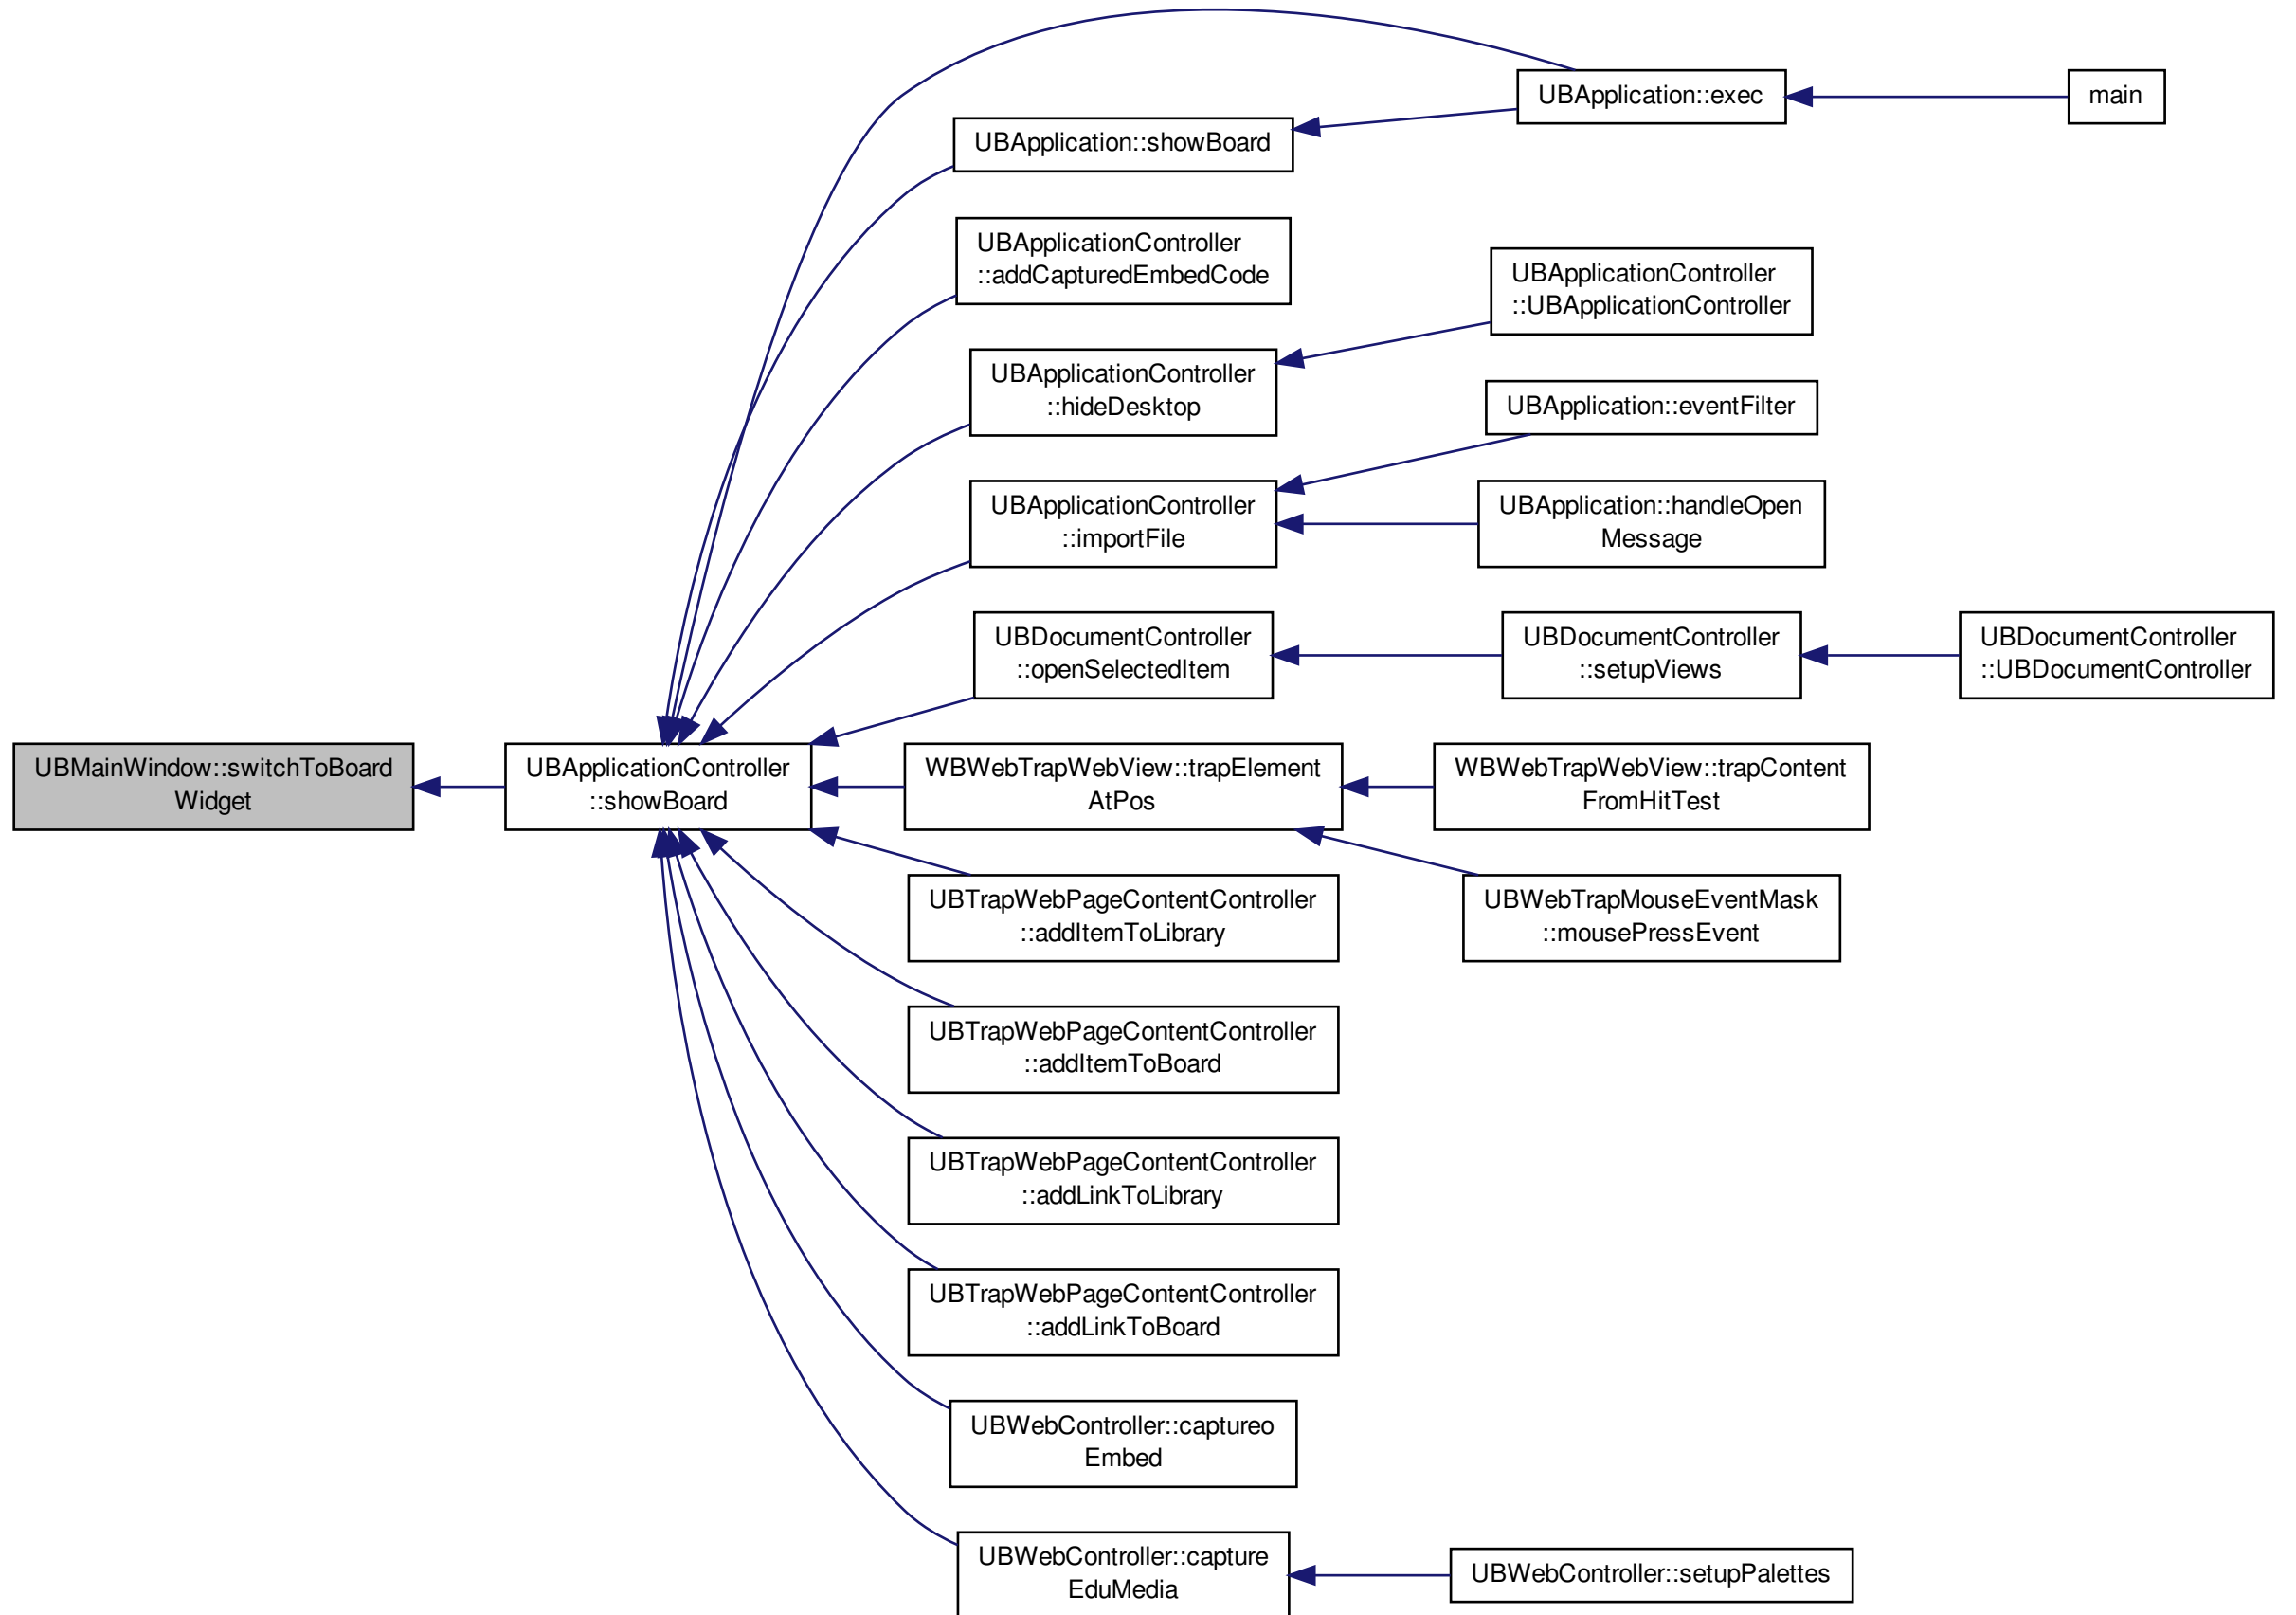 UBApplication::exec
main
UBApplication::showBoard
UBApplicationController
::addCapturedEmbedCode
UBApplicationController
::UBApplicationController
UBApplicationController
::hideDesktop
UBApplication::eventFilter
UBApplicationController
::importFile
UBApplication::handleOpen
Message
UBDocumentController
::openSelectedItem
UBDocumentController
::setupViews
UBDocumentController
::UBDocumentController
UBMainWindow::switchToBoard
Widget
UBApplicationController
::showBoard
WBWebTrapWebView::trapElement
AtPos
WBWebTrapWebView::trapContent
FromHitTest
UBTrapWebPageContentController
::addItemToLibrary
UBWebTrapMouseEventMask
::mousePressEvent
UBTrapWebPageContentController
::addItemToBoard
UBTrapWebPageContentController
::addLinkToLibrary
UBTrapWebPageContentController
::addLinkToBoard
UBWebController::captureo
Embed
UBWebController::capture
EduMedia
UBWebController::setupPalettes